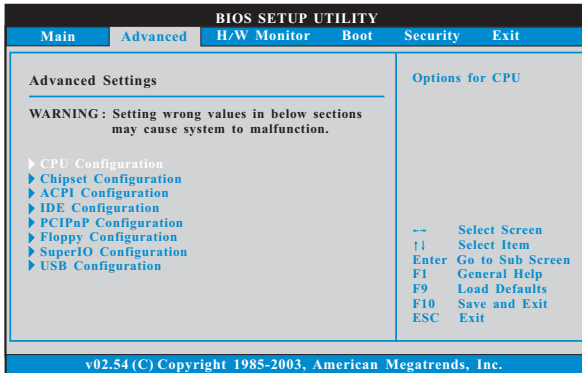 BIOS SETUP UTILITY
Main Advanced H/W Monitor Boot Security Exit
Advanced Settings
WARNING : Setting wrong values in below sections
may cause system to malfunction.
CPU Configuration
Chipset Configuration
ACPI Configuration
IDE Configuration
PCIPnP Configuration
Floppy Configuration
SuperIO Configuration
USB Configuration
Options for CPU
←→ Select Screen
↑↓ Select Item
Enter Go to Sub Screen
F1 General Help
F9 Load Defaults
F10 Save and Exit
ESC Exit
v02.54 (C) Copyright 1985-2003, American Megatrends, Inc.